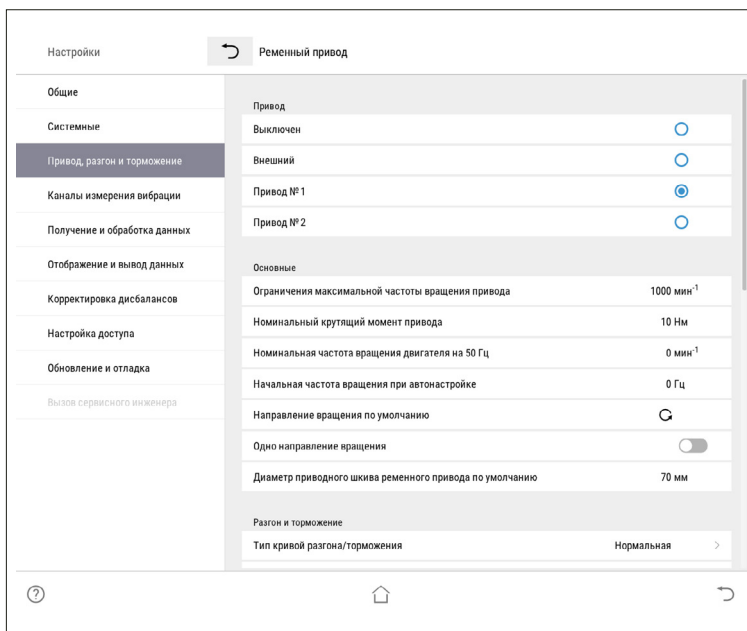 Настройки
Ременный привод
Общие
Системные
Привод, разгон и торможение
Каналы измерения вибрации
Получение и обработка данных
Отображение и вывод данных
Корректировка дисбалансов
Настройка доступа
Обновление и отладка
Вызов сервисного инженера
Привод
Выключен
Внешний
Привод № 1
Привод № 2
Основные
Ограничения максимальной частоты вращения привода 1000 мин⁻¹
Номинальный крутящий момент привода 10 Нм
Номинальная частота вращения двигателя на 50 Гц 0 мин⁻¹
Начальная частота вращения при автонастройке 0 Гц
Направление вращения по умолчанию
Одно направление вращения
Диаметр приводного шкива ременного привода по умолчанию 70 мм
Разгон и торможение
Тип кривой разгона/торможения Нормальная >
?